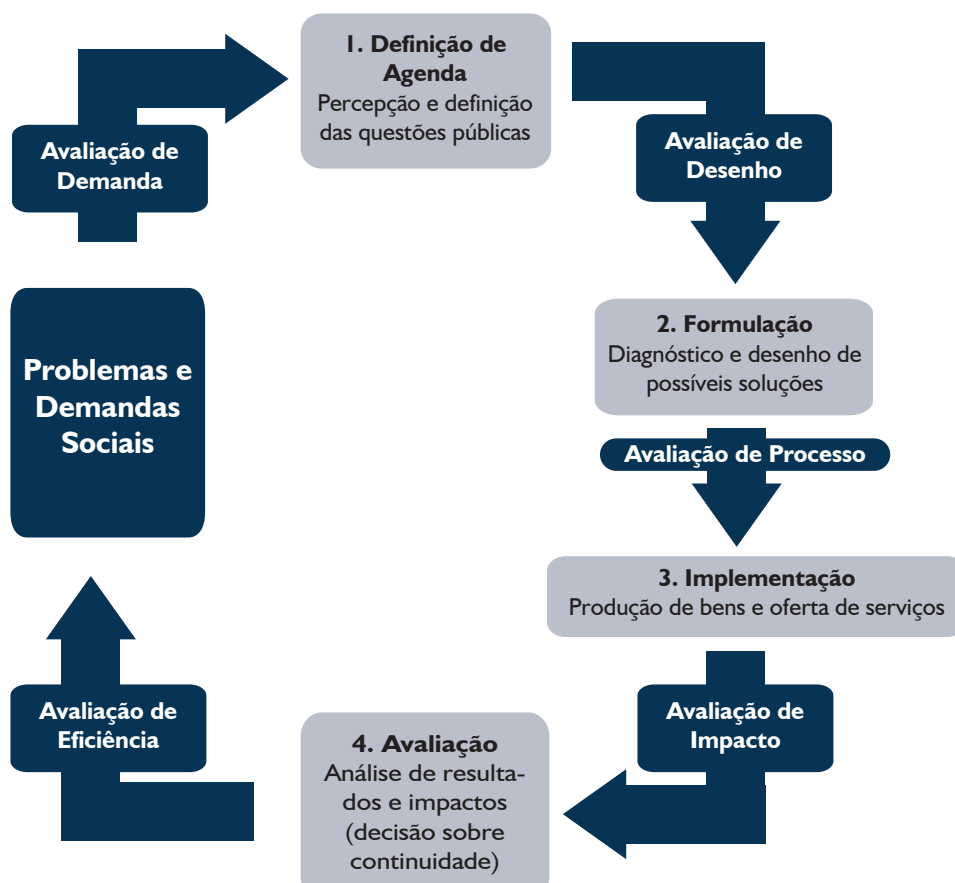 1. Definição de
Agenda
Percepção e definição
das questões públicas
Avaliação de
Demanda
Avaliação de
Desenho
Problemas e
Demandas
Sociais
2. Formulação
Diagnóstico e desenho de
possíveis soluções
Avaliação de Processo
3. Implementação
Produção de bens e oferta de serviços
Avaliação de
Impacto
4. Avaliação
Análise de resulta-
dos e impactos
(decisão sobre
continuidade)
Avaliação de
Eficiência